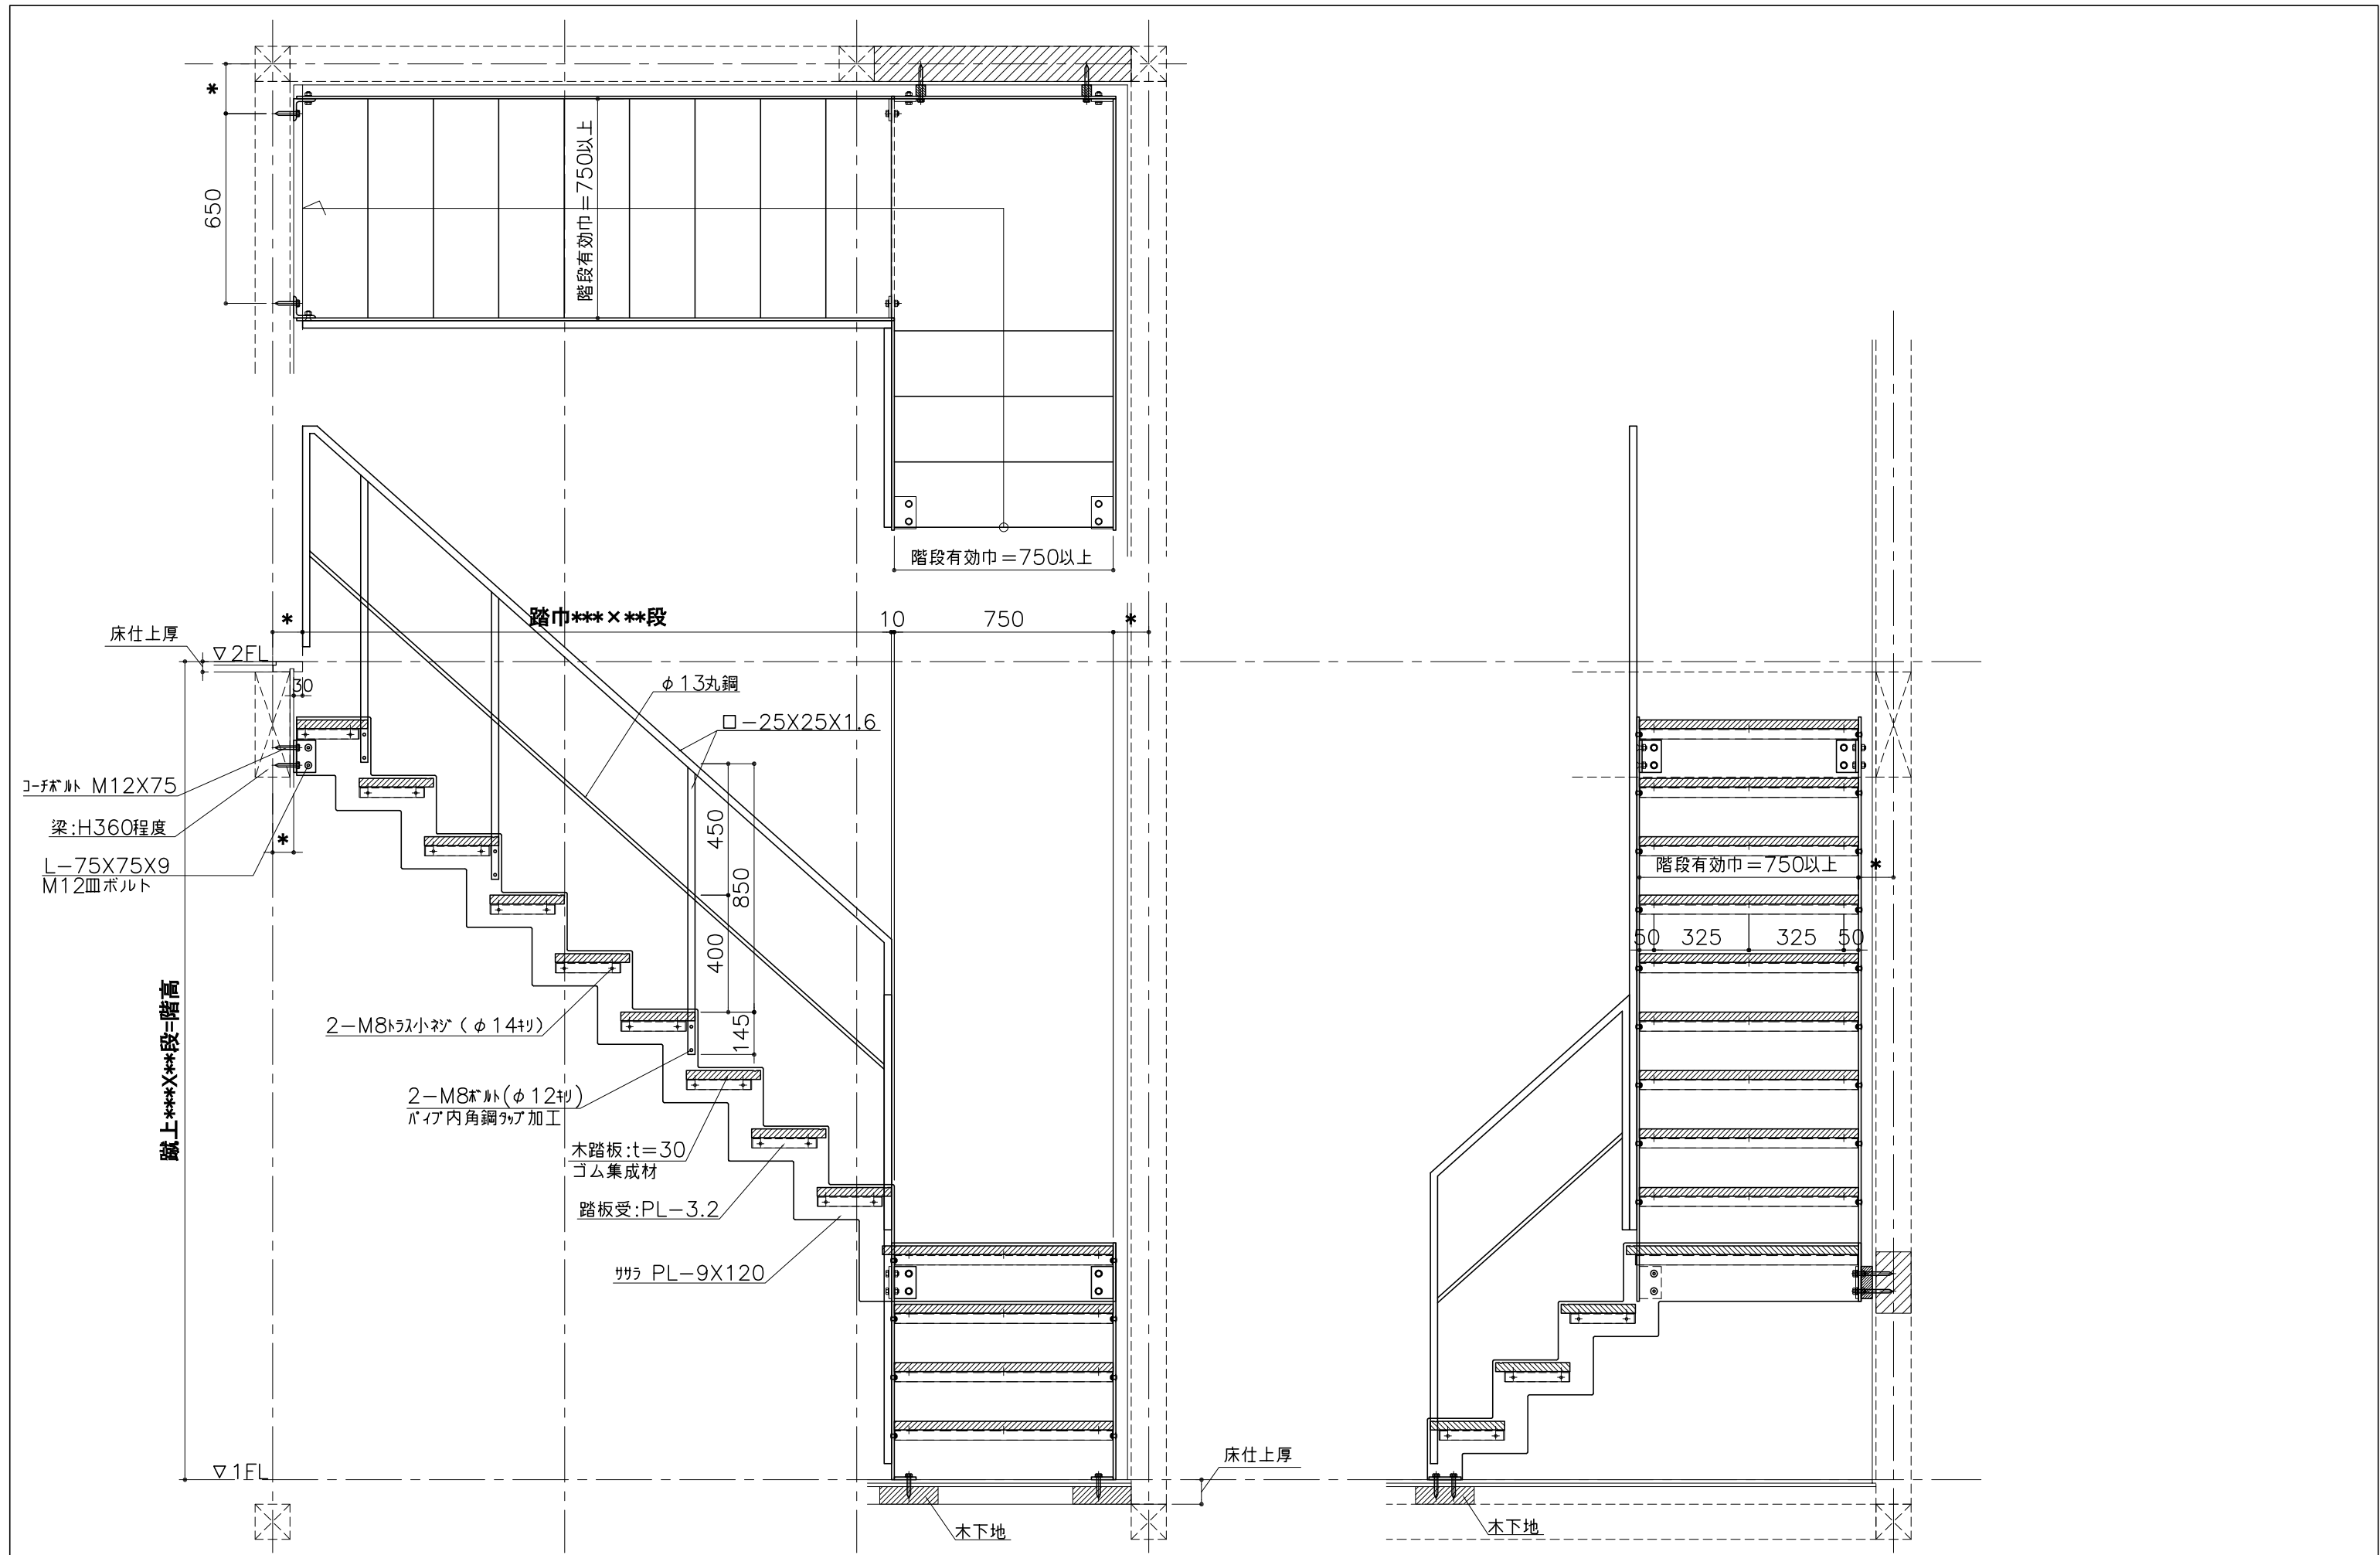 *
650
階段有効巾=750以上
階段有効巾=750以上
* 踏巾***×**段 10 750 *
床仕上厚
▽2FL
30
φ13丸鋼
□-25X25X1.6
コーチボルト M12X75
梁:H360程度
*
L-75X75X9
M12皿ボルト
450
850
400
145
階段有効巾=750以上 *
50 325 325 50
蹴上***X**段=階高
2-M8トラス小ネジ(φ14キリ)
2-M8ボルト(φ12キリ)
パイプ内角鋼タップ加工
木踏板:t=30
ゴム集成材
踏板受:PL-3.2
ササラ PL-9X120
▽1FL
床仕上厚
木下地
木下地